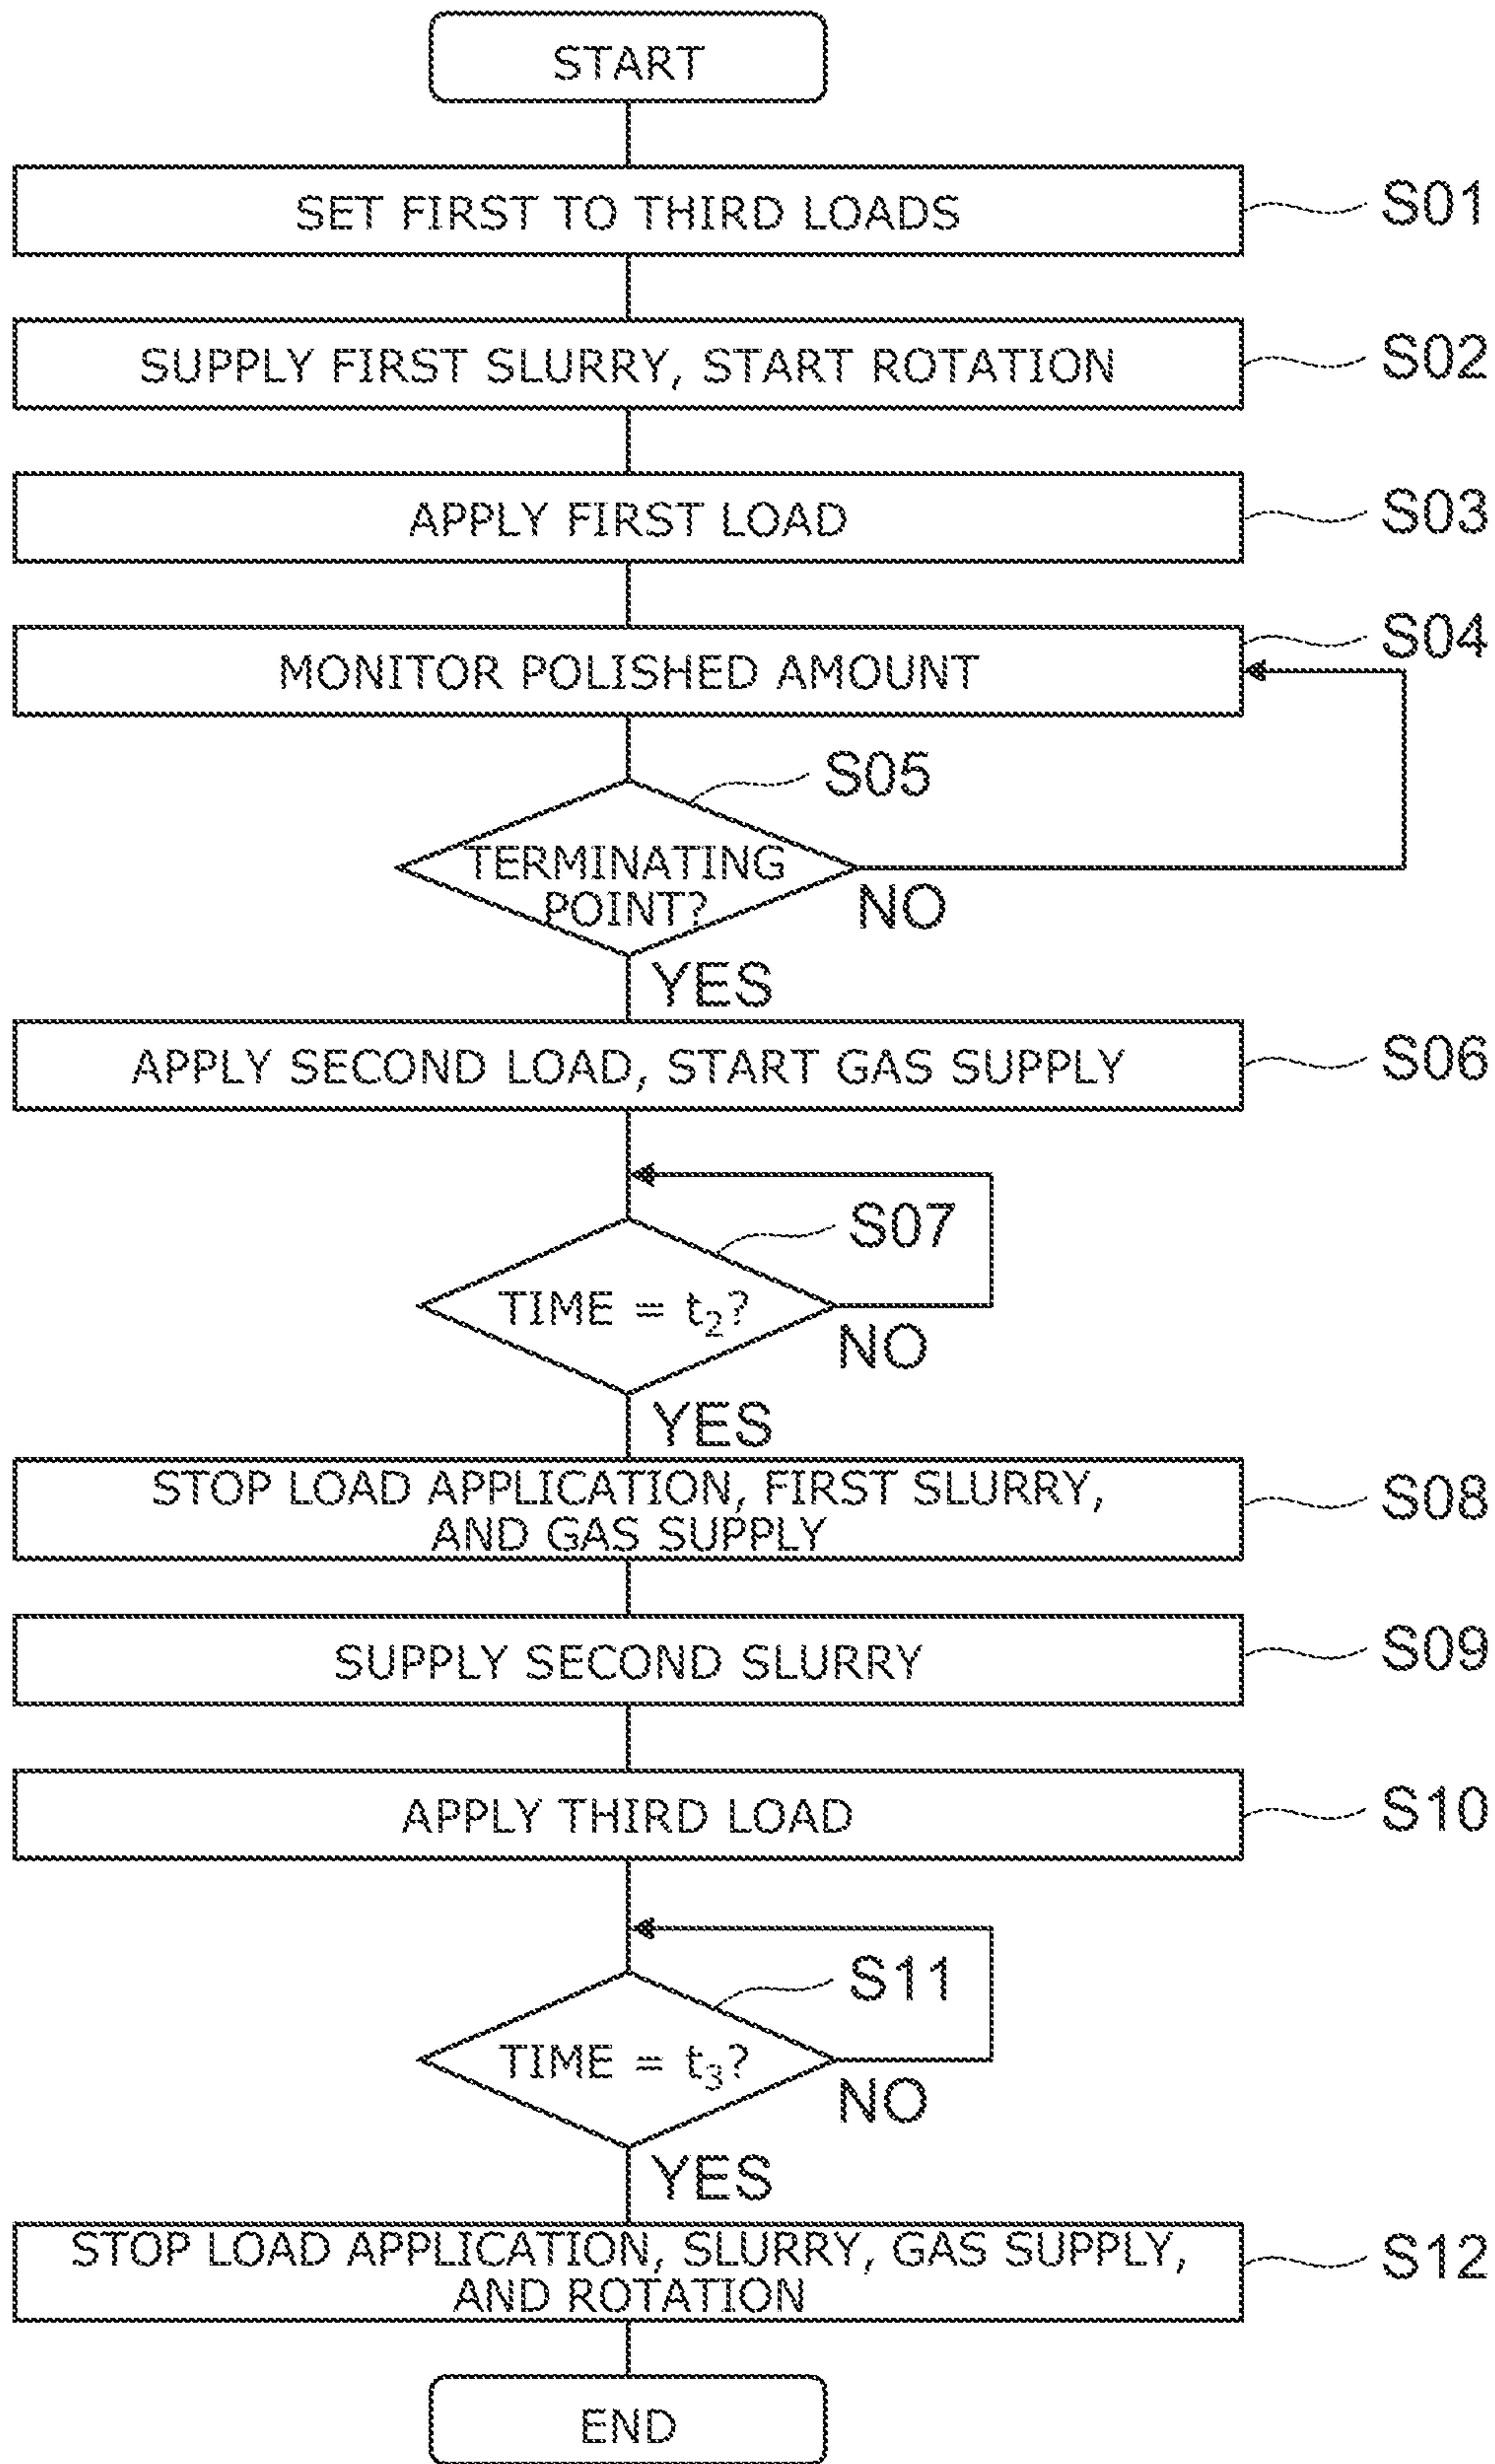 START
SET FIRST TO THIRD LOADS
S01
SUPPLY FIRST SLURRY, START ROTATION
S02
APPLY FIRST LOAD
S03
MONITOR POLISHED AMOUNT
S04
S05
TERMINATING
POINT?
NO
YES
APPLY SECOND LOAD, START GAS SUPPLY
S06
S07
TIME = t₂?
NO
YES
STOP LOAD APPLICATION, FIRST SLURRY,
AND GAS SUPPLY
S08
SUPPLY SECOND SLURRY
S09
APPLY THIRD LOAD
S10
S11
TIME = t₃?
NO
YES
STOP LOAD APPLICATION, SLURRY, GAS SUPPLY,
AND ROTATION
S12
END